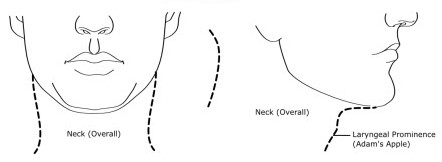 Neck (Overall)
Neck (Overall)
Laryngeal Prominence
(Adam's Apple)